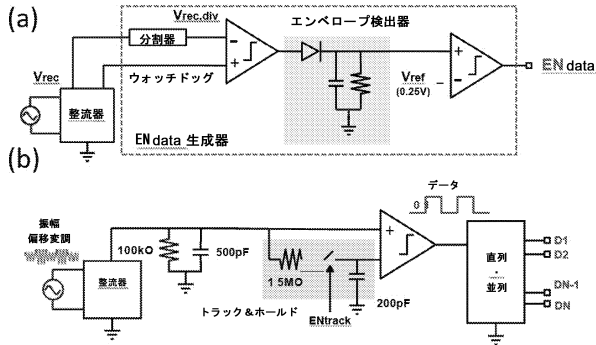 (a)
Vrec.div
エンベロープ検出器
分割器
Vrec
ウォッチドッグ
Vref
(0.25V)
EN data
整流器
ENdata 生成器
(b)
データ
0
振幅
偏移変調
100kΩ
500pF
整流器
1 5MΩ
200pF
トラック&ホールド
ENtrack
直列
・
並列
D1
D2
DN-1
DN